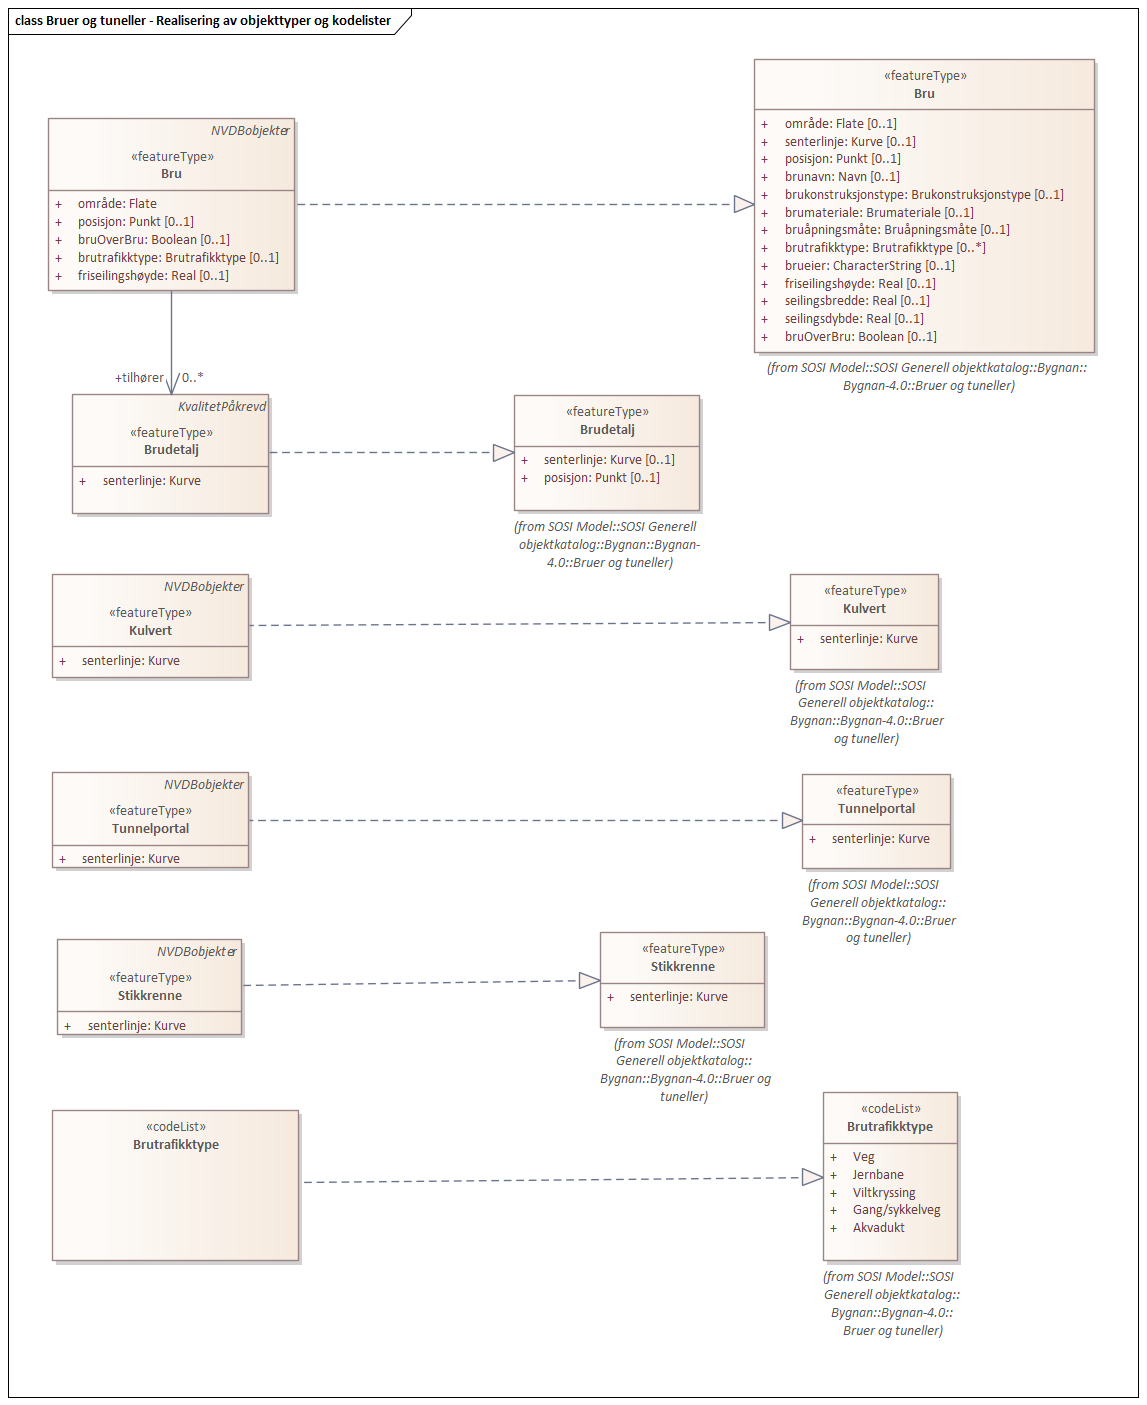 class Bruer og tuneller - Realisering av objekttyper og kodelister
NVDBobjekter
«featureType»
Bru
+ område: Flate
+ posisjon: Punkt [0..1]
+ bruOverBru: Boolean [0..1]
+ brutrafikktype: Brutrafikktype [0..1]
+ friseilingshøyde: Real [0..1]
«featureType»
Bru
+ område: Flate [0..1]
+ senterlinje: Kurve [0..1]
+ posisjon: Punkt [0..1]
+ brunavn: Navn [0..1]
+ brukonstruksjonstype: Brukonstruksjonstype [0..1]
+ brumateriale: Brumateriale [0..1]
+ bruåpningsmåte: Bruåpningsmåte [0..1]
+ brutrafikktype: Brutrafikktype [0..*]
+ brueier: CharacterString [0..1]
+ friseilingshøyde: Real [0..1]
+ seilingsbredde: Real [0..1]
+ seilingsdybde: Real [0..1]
+ bruOverBru: Boolean [0..1]
(from SOSI Model::SOSI Generell objektkatalog::Bygnan::
Bygnan-4.0::Bruer og tuneller)
+tilhører 0..*
KvalitetPåkrevd
«featureType»
Brudetalj
+ senterlinje: Kurve
«featureType»
Brudetalj
+ senterlinje: Kurve [0..1]
+ posisjon: Punkt [0..1]
(from SOSI Model::SOSI Generell
objektkatalog::Bygnan::Bygnan-
4.0::Bruer og tuneller)
NVDBobjekter
«featureType»
Kulvert
+ senterlinje: Kurve
«featureType»
Kulvert
+ senterlinje: Kurve
(from SOSI Model::SOSI
Generell objektkatalog::
Bygnan::Bygnan-4.0::Bruer
og tuneller)
NVDBobjekter
«featureType»
Tunnelportal
+ senterlinje: Kurve
«featureType»
Tunnelportal
+ senterlinje: Kurve
(from SOSI Model::SOSI
Generell objektkatalog::
Bygnan::Bygnan-4.0::Bruer
og tuneller)
NVDBobjekter
«featureType»
Stikkrenne
+ senterlinje: Kurve
«featureType»
Stikkrenne
+ senterlinje: Kurve
(from SOSI Model::SOSI
Generell objektkatalog::
Bygnan::Bygnan-4.0::Bruer og
tuneller)
«codeList»
Brutrafikktype
«codeList»
Brutrafikktype
+ Veg
+ Jernbane
+ Viltkryssing
+ Gang/sykkelveg
+ Akvadukt
(from SOSI Model::SOSI
Generell objektkatalog::
Bygnan::Bygnan-4.0::
Bruer og tuneller)